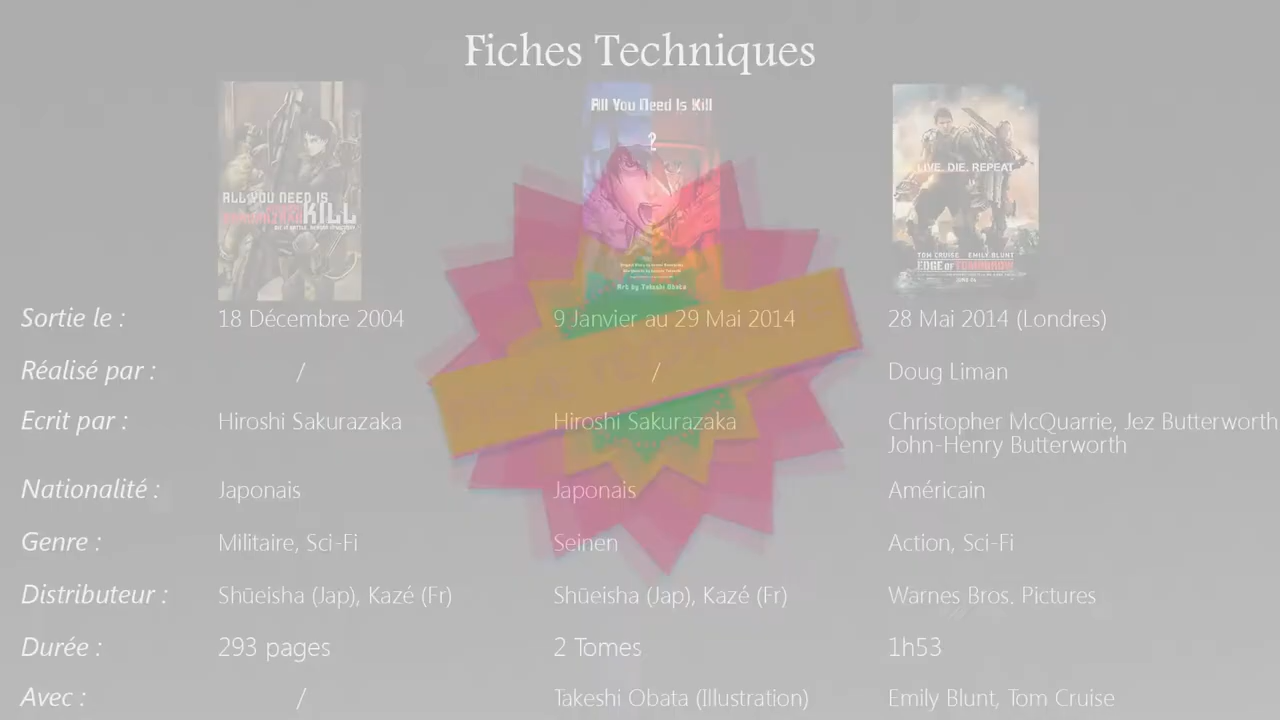 Fiches Techniques
ALL YOU NEED IS
KILL
All You Need Is Kill
?
Art by Takeshi Obata
LIVE. DIE. REPEAT
TOM CRUISE EMILY BLUNT
EDGE OF TOMORROW
Sortie le : 18 Décembre 2004 9 Janvier au 29 Mai 2014 28 Mai 2014 (Londres)
Réalisé par : / / Doug Liman
Ecrit par : Hiroshi Sakurazaka Hiroshi Sakurazaka Christopher McQuarrie, Jez Butterworth
John-Henry Butterworth
Nationalité : Japonais Japonais Américain
Genre : Militaire, Sci-Fi Seinen Action, Sci-Fi
Distributeur : Shūeisha (Jap), Kazé (Fr) Shūeisha (Jap), Kazé (Fr) Warnes Bros. Pictures
Durée : 293 pages 2 Tomes 1h53
Avec : / Takeshi Obata (Illustration) Emily Blunt, Tom Cruise